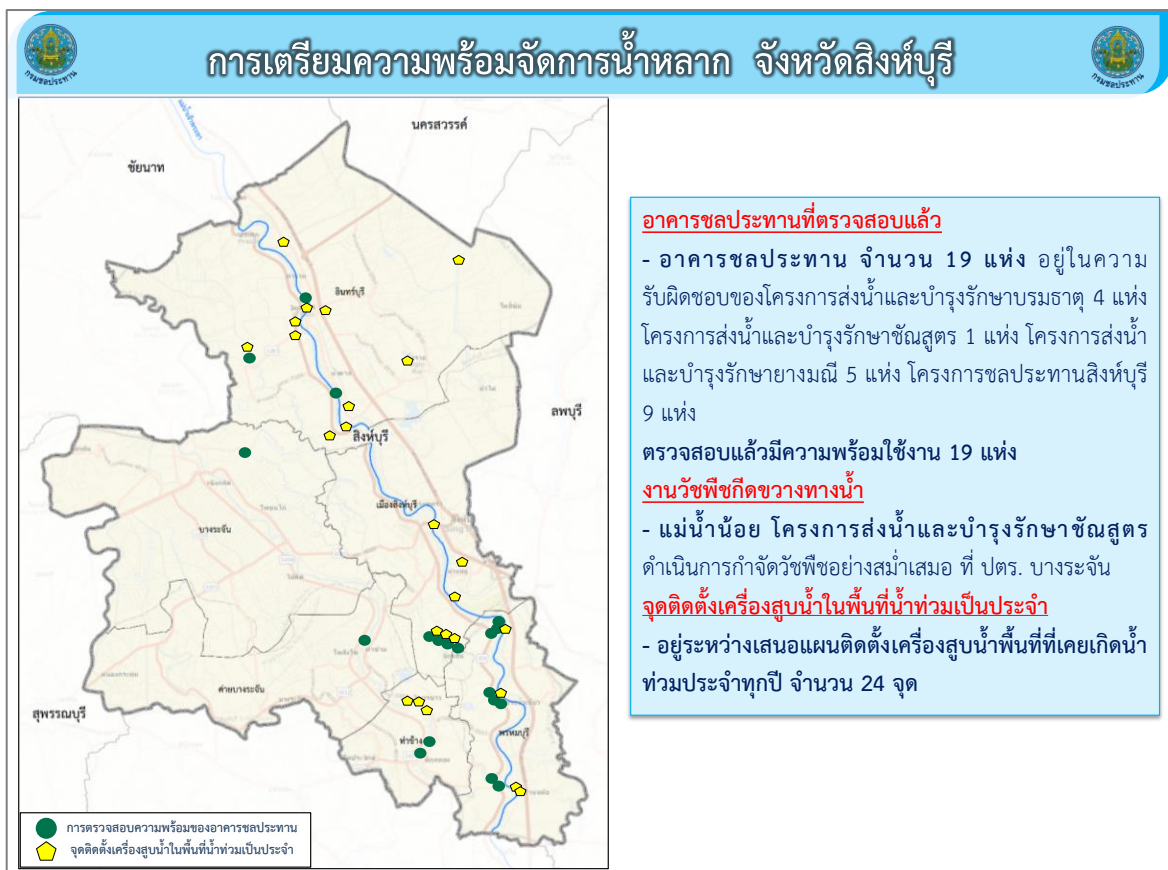 การเตรียมความพร้อมจัดการน้ำหลาก จังหวัดสิงห์บุรี
กรมชลประทาน
กรมชลประทาน
นครสวรรค์
ชัยนาท
อินทร์บุรี
ลพบุรี
สิงห์บุรี
เมืองสิงห์บุรี
บางระจัน
ค่ายบางระจัน
สุพรรณบุรี
พรหมบุรี
ท่าช้าง
การตรวจสอบความพร้อมของอาคารชลประทาน
จุดติดตั้งเครื่องสูบน้ำในพื้นที่น้ำท่วมเป็นประจำ
อาคารชลประทานที่ตรวจสอบแล้ว
- อาคารชลประทาน จำนวน 19 แห่ง อยู่ในความ
รับผิดชอบของโครงการส่งน้ำและบำรุงรักษาบรมธาตุ 4 แห่ง
โครงการส่งน้ำและบำรุงรักษาชัณสูตร 1 แห่ง โครงการส่งน้ำ
และบำรุงรักษายางมณี 5 แห่ง โครงการชลประทานสิงห์บุรี
9 แห่ง
ตรวจสอบแล้วมีความพร้อมใช้งาน 19 แห่ง
งานวัชพืชกีดขวางทางน้ำ
- แม่น้ำน้อย โครงการส่งน้ำและบำรุงรักษาชัณสูตร
ดำเนินการกำจัดวัชพืชอย่างสม่ำเสมอ ที่ ปตร. บางระจัน
จุดติดตั้งเครื่องสูบน้ำในพื้นที่น้ำท่วมเป็นประจำ
- อยู่ระหว่างเสนอแผนติดตั้งเครื่องสูบน้ำพื้นที่ที่เคยเกิดน้ำ
ท่วมประจำทุกปี จำนวน 24 จุด